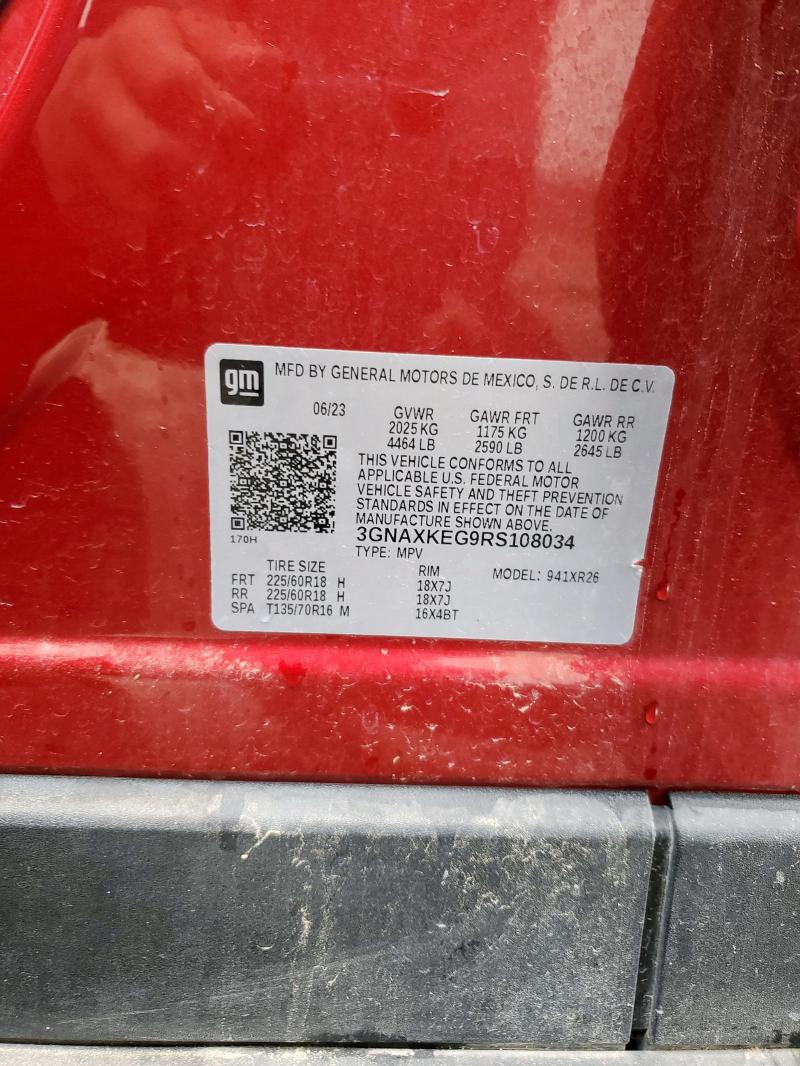 gm
MFD BY GENERAL MOTORS DE MEXICO, S. DE R.L. DE C.V.
06/23 GVWR GAWR FRT GAWR RR
2025 KG 1175 KG 1200 KG
4464 LB 2590 LB 2645 LB
THIS VEHICLE CONFORMS TO ALL
APPLICABLE U.S. FEDERAL MOTOR
VEHICLE SAFETY AND THEFT PREVENTION
STANDARDS IN EFFECT ON THE DATE OF
MANUFACTURE SHOWN ABOVE.
170H
3GNAXKEG9RS108034
TYPE: MPV
TIRE SIZE RIM MODEL: 941XR26
FRT 225/60R18 H 18X7J
RR 225/60R18 H 18X7J
SPA T135/70R16 M 16X4BT